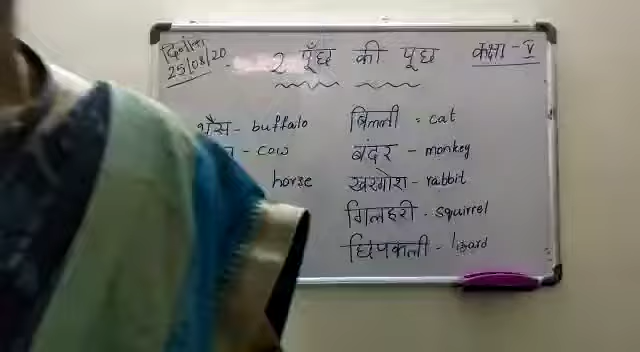 दिनांक
25/08/20
2 पूँछ की पूछ
कक्षा - V
भैंस - buffalo
- cow
horse
बिल्ली = cat
बंदर - monkey
खरगोश - rabbit
गिलहरी - squirrel
छिपकली - lizard